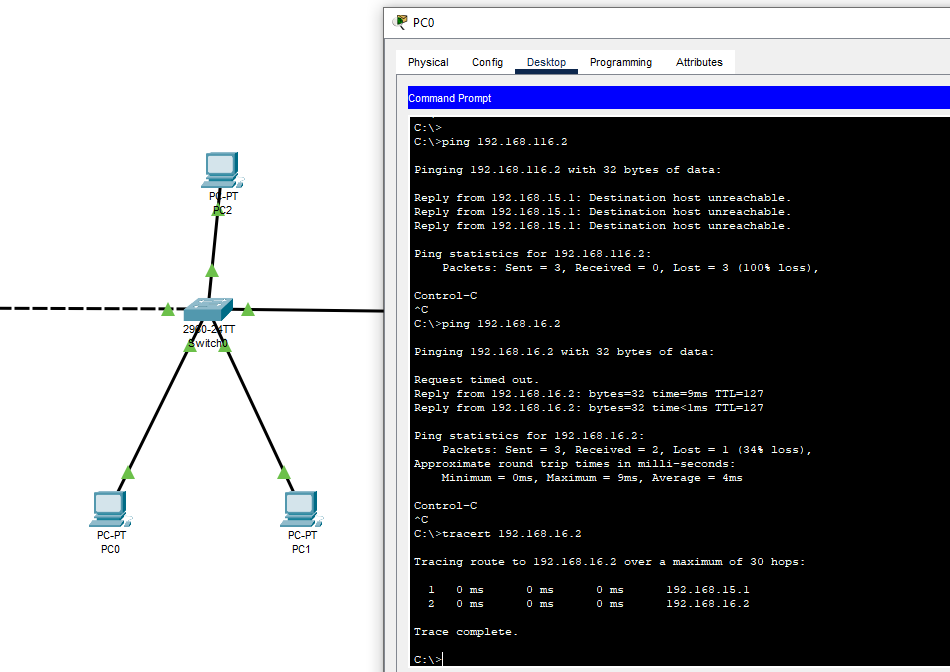 PC0
Physical Config Desktop Programming Attributes
Command Prompt
C:\>
C:\>ping 192.168.116.2
Pinging 192.168.116.2 with 32 bytes of data:
Reply from 192.168.15.1: Destination host unreachable.
Reply from 192.168.15.1: Destination host unreachable.
Reply from 192.168.15.1: Destination host unreachable.
Ping statistics for 192.168.116.2:
Packets: Sent = 3, Received = 0, Lost = 3 (100% loss),
Control-C
^C
C:\>ping 192.168.16.2
Pinging 192.168.16.2 with 32 bytes of data:
Request timed out.
Reply from 192.168.16.2: bytes=32 time=9ms TTL=127
Reply from 192.168.16.2: bytes=32 time<1ms TTL=127
Ping statistics for 192.168.16.2:
Packets: Sent = 3, Received = 2, Lost = 1 (34% loss),
Approximate round trip times in milli-seconds:
Minimum = 0ms, Maximum = 9ms, Average = 4ms
Control-C
^C
C:\>tracert 192.168.16.2
Tracing route to 192.168.16.2 over a maximum of 30 hops:
1 0 ms 0 ms 0 ms 192.168.15.1
2 0 ms 0 ms 0 ms 192.168.16.2
Trace complete.
C:\>
PC-PT
PC2
2960-24TT
Switch0
PC-PT
PC0
PC-PT
PC1